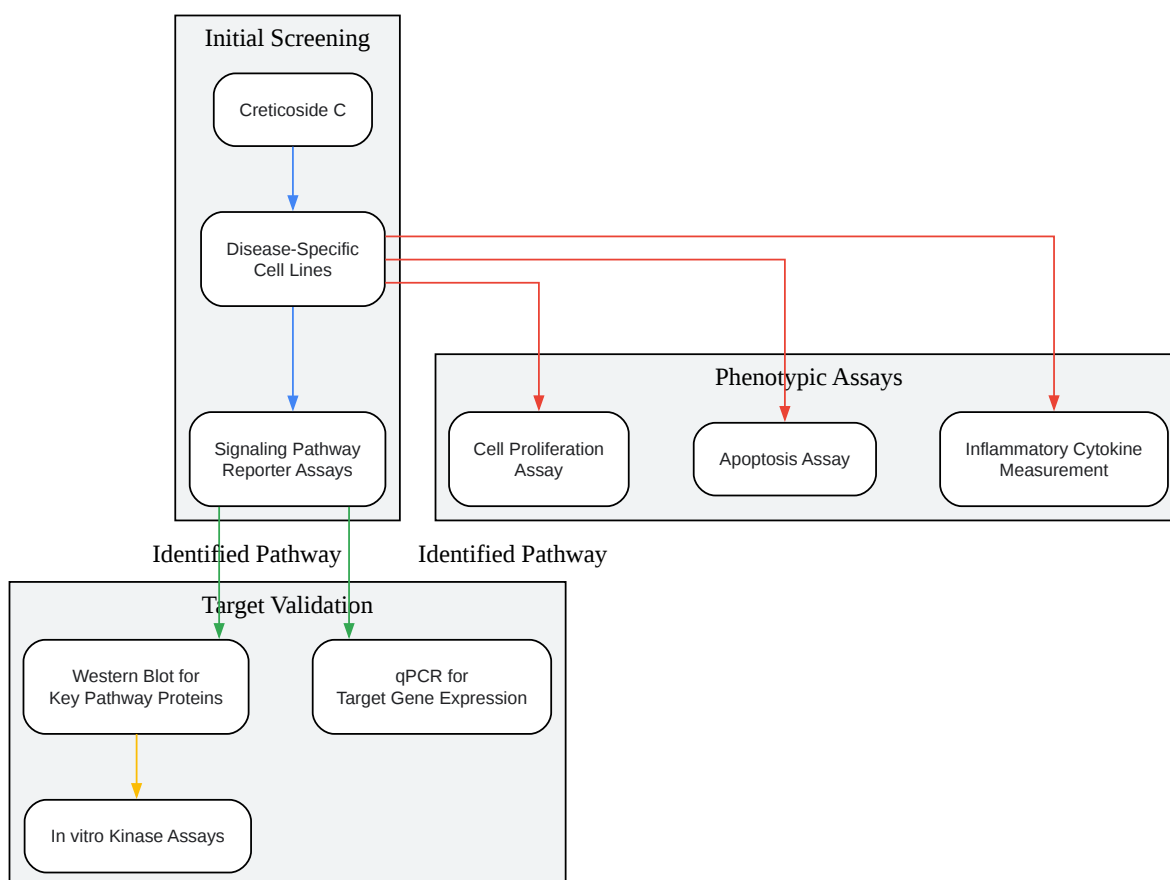 Initial Screening
Creticoside C
Disease-Specific
Cell Lines
Signaling Pathway
Reporter Assays
Phenotypic Assays
Cell Proliferation
Assay
Apoptosis Assay
Inflammatory Cytokine
Measurement
Identified Pathway
Identified Pathway
Target Validation
Western Blot for
Key Pathway Proteins
qPCR for
Target Gene Expression
In vitro Kinase Assays